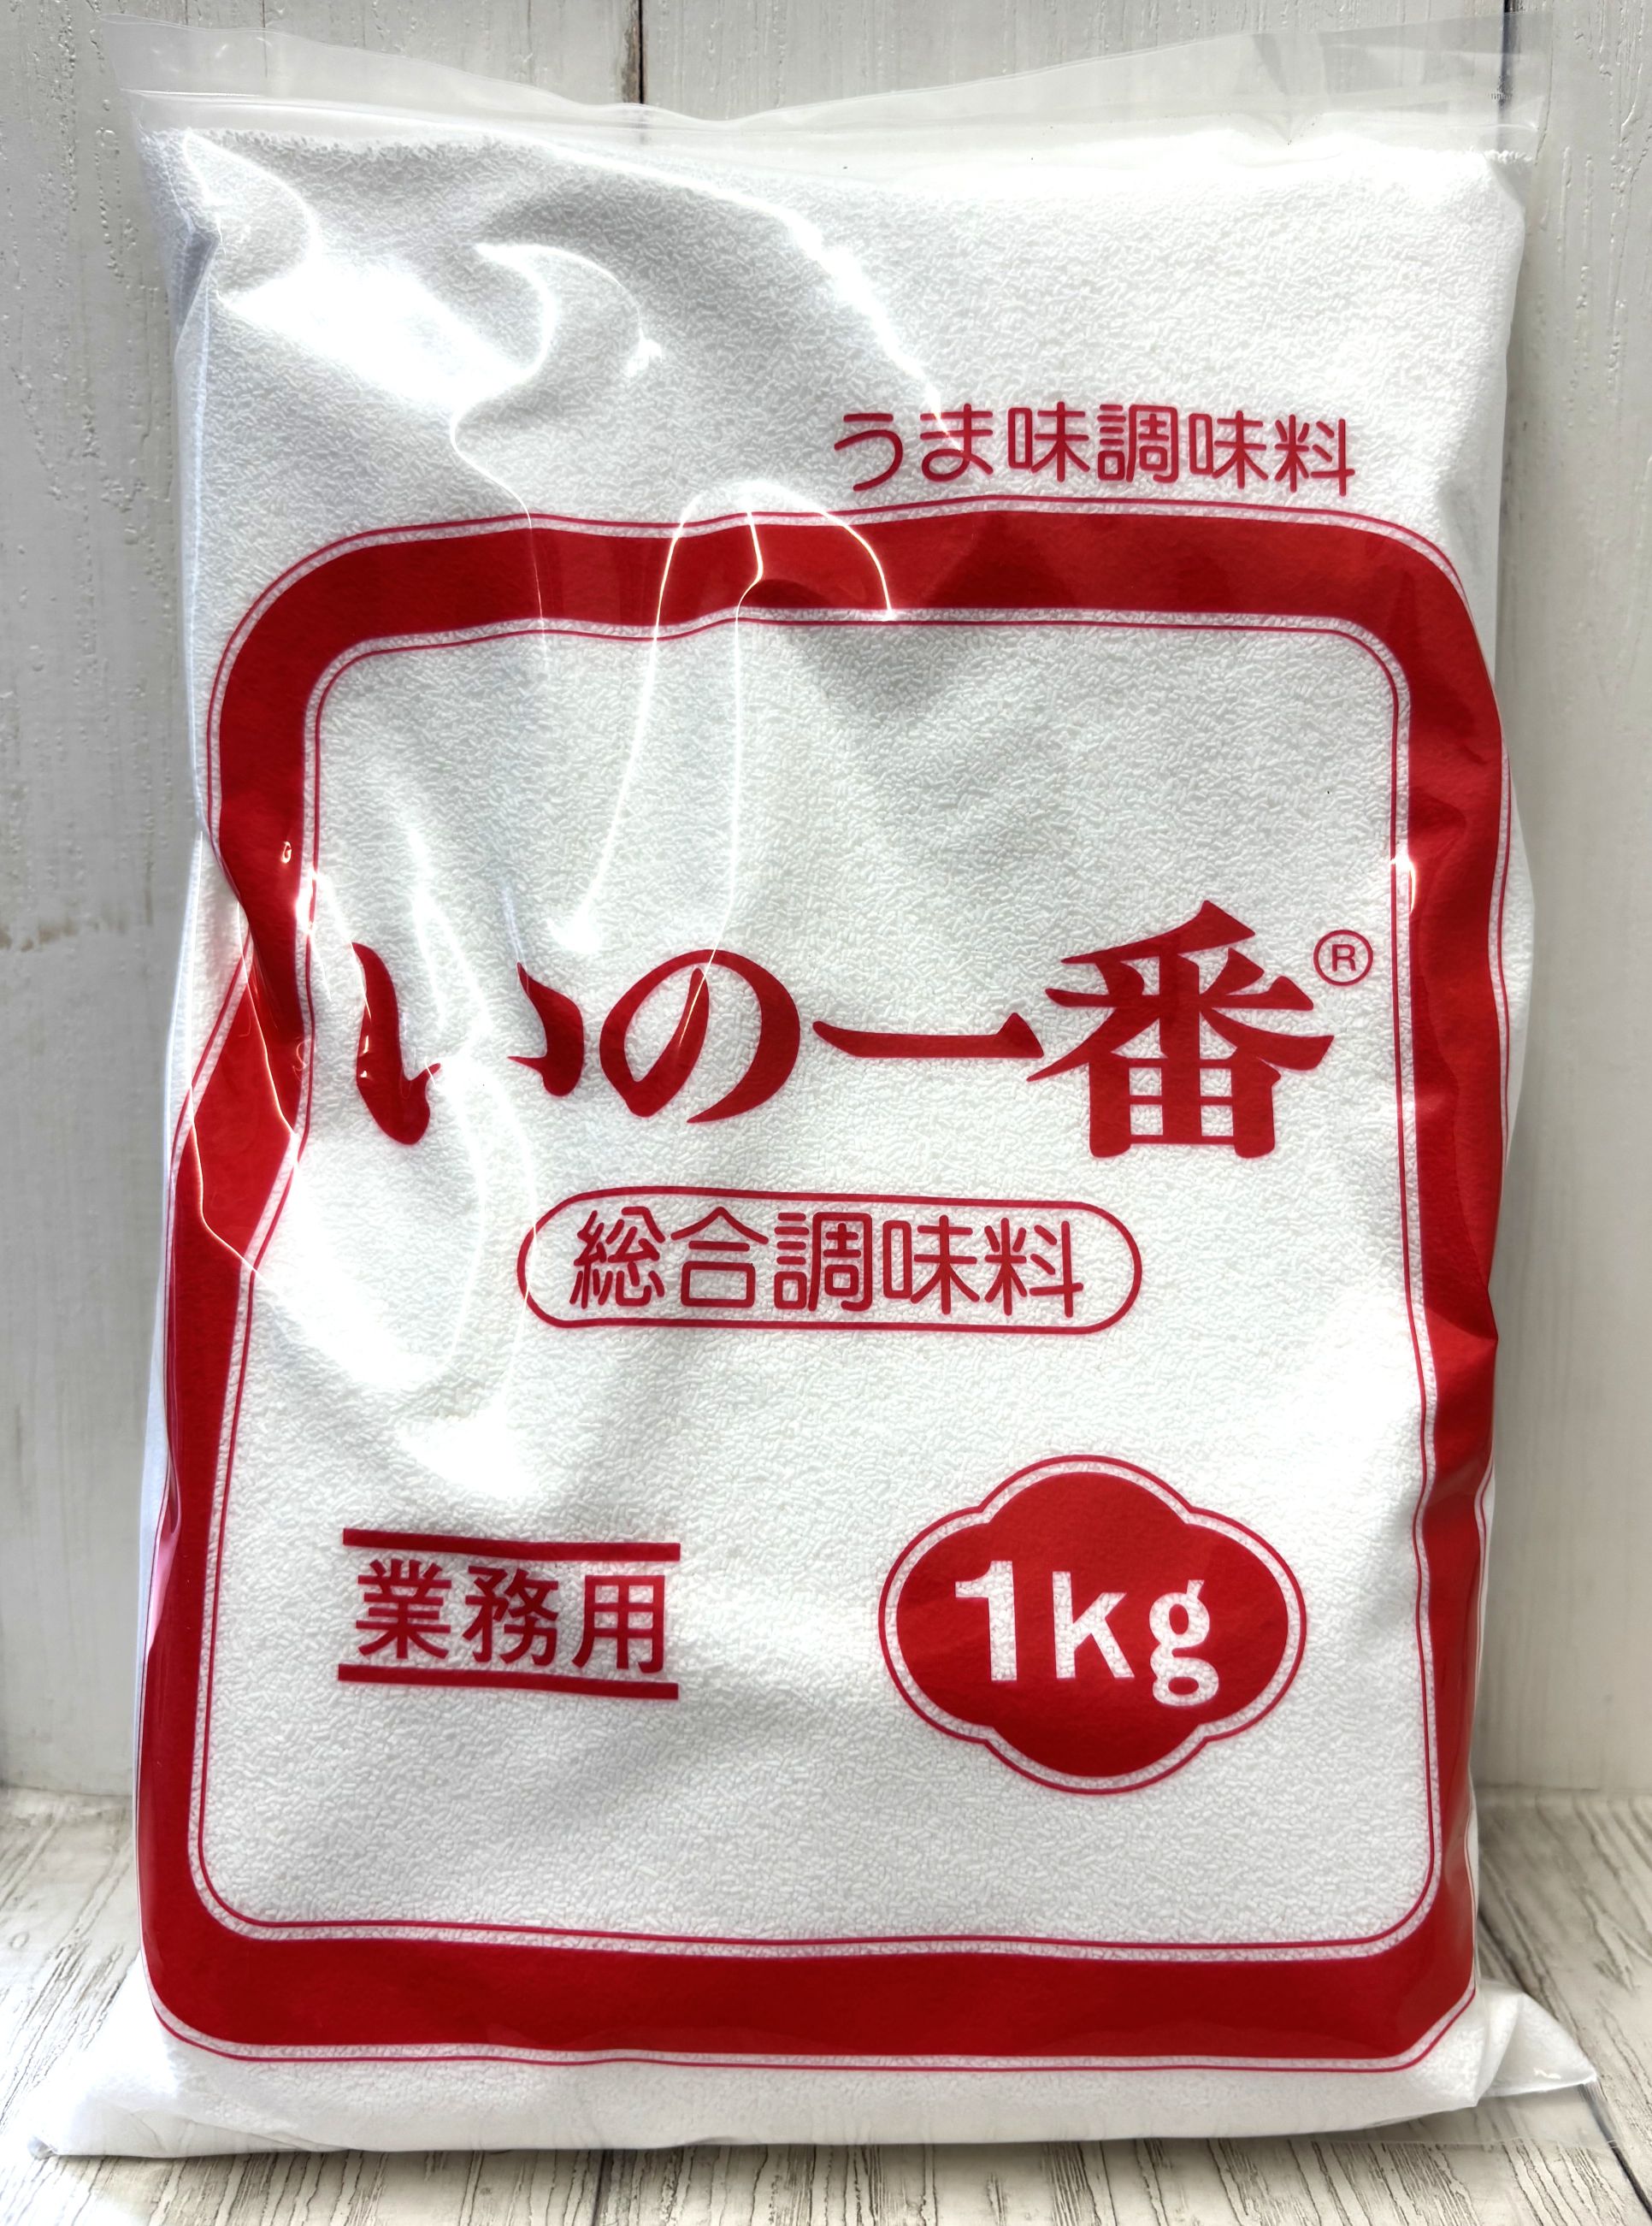 うま味調味料
いの一番®
総合調味料
業務用
1kg